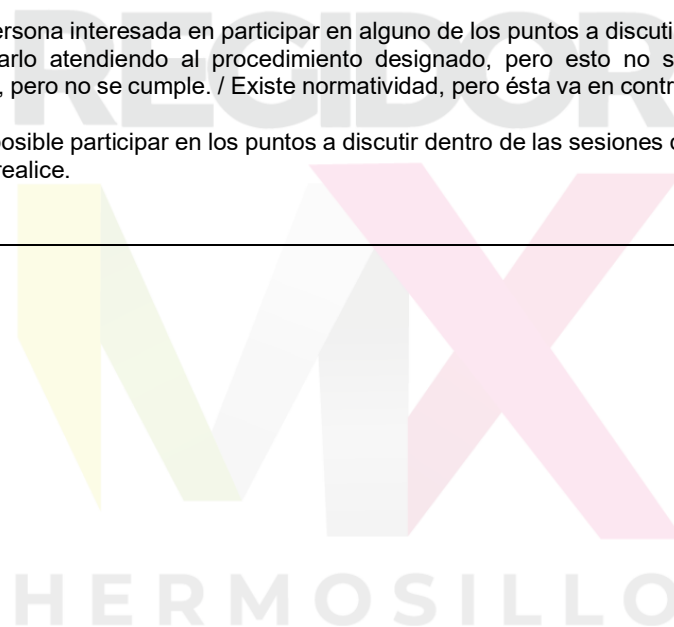 REGIDOR
ersona interesada en participar en alguno de los puntos a discuti
arlo atendiendo al procedimiento designado, pero esto no s
, pero no se cumple. / Existe normatividad, pero ésta va en contr
posible participar en los puntos a discutir dentro de las sesiones
realice.
MX
HERMOSILLO